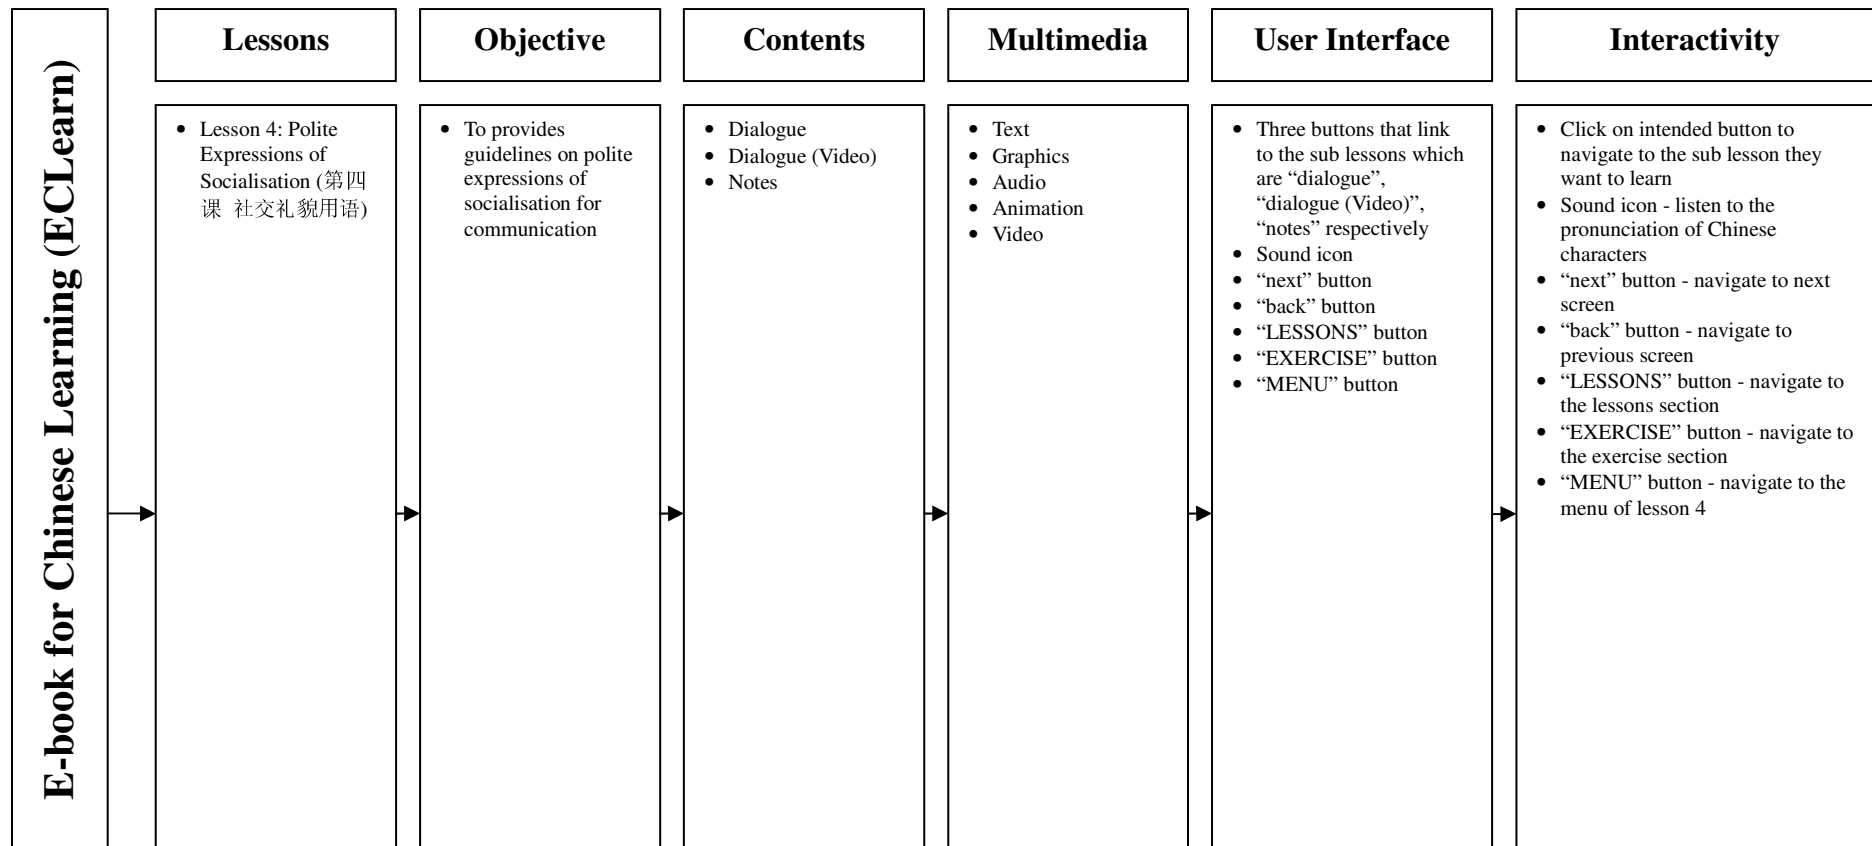 E-book for Chinese Learning (ECLearn)
Lessons
• Lesson 4: Polite
Expressions of
Socialisation (第四
课 社交礼貌用语)
Objective
• To provides
guidelines on polite
expressions of
socialisation for
communication
Contents
• Dialogue
• Dialogue (Video)
• Notes
Multimedia
• Text
• Graphics
• Audio
• Animation
• Video
User Interface
• Three buttons that link
to the sub lessons which
are “dialogue”,
“dialogue (Video)”,
“notes” respectively
• Sound icon
• “next” button
• “back” button
• “LESSONS” button
• “EXERCISE” button
• “MENU” button
Interactivity
• Click on intended button to
navigate to the sub lesson they
want to learn
• Sound icon - listen to the
pronunciation of Chinese
characters
• “next” button - navigate to next
screen
• “back” button - navigate to
previous screen
• “LESSONS” button - navigate to
the lessons section
• “EXERCISE” button - navigate to
the exercise section
• “MENU” button - navigate to the
menu of lesson 4